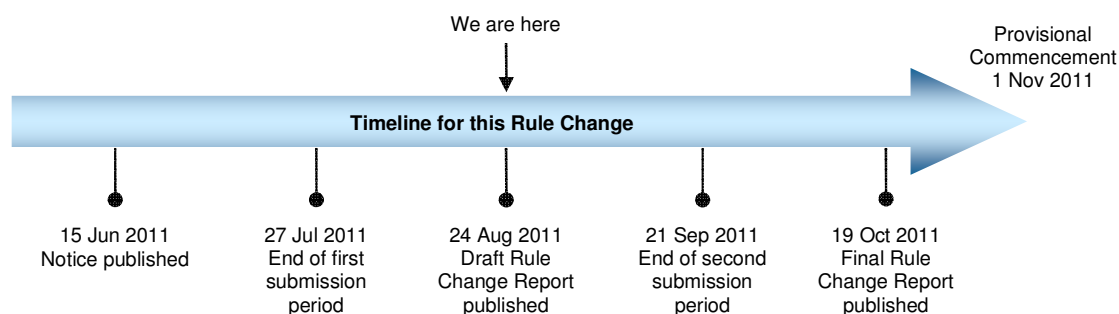 We are here
Provisional
Commencement
1 Nov 2011
Timeline for this Rule Change
15 Jun 2011
Notice published
27 Jul 2011
End of first
submission
period
24 Aug 2011
Draft Rule
Change Report
published
21 Sep 2011
End of second
submission
period
19 Oct 2011
Final Rule
Change Report
published